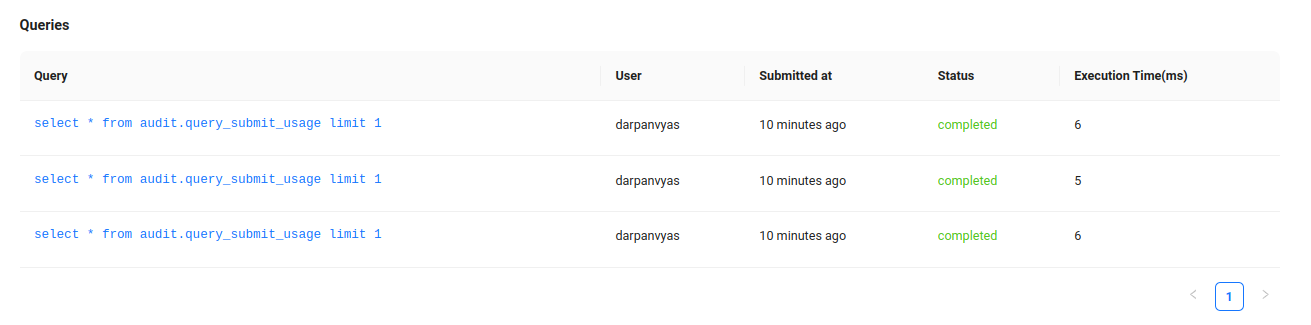 Queries
Query User Submitted at Status Execution Time(ms)
select * from audit.query_submit_usage limit 1 darpanvyas 10 minutes ago completed 6
select * from audit.query_submit_usage limit 1 darpanvyas 10 minutes ago completed 5
select * from audit.query_submit_usage limit 1 darpanvyas 10 minutes ago completed 6
< 1 >